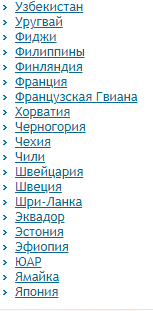 Узбекистан
Уругвай
Фиджи
Филиппины
Финляндия
Франция
Французская Гвиана
Хорватия
Черногория
Чехия
Чили
Швейцария
Швеция
Шри-Ланка
Эквадор
Эстония
Эфиопия
ЮАР
Ямайка
Япония